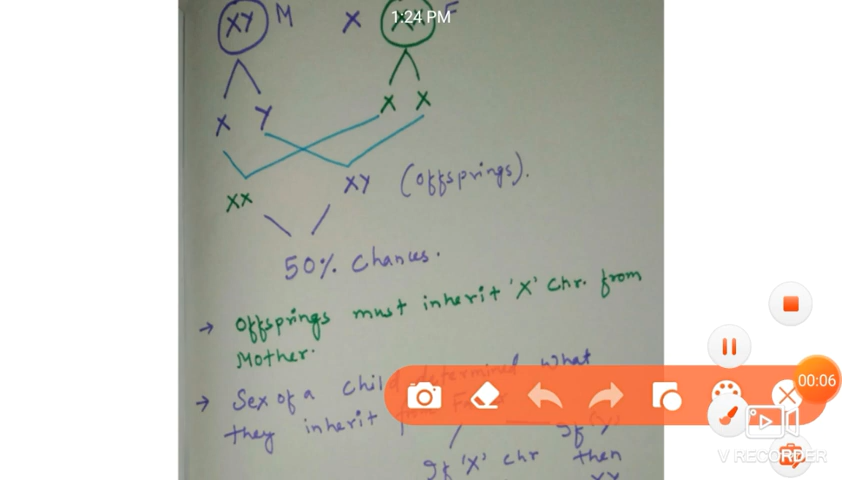 1:24 PM
XY M X F
X Y X X
XX XY (Offsprings).
50% Chances.
→ Offsprings must inherit 'X' Chr. from
Mother.
→ Sex of a child determined what
they inherit
If 'X' chr
then
XY
00:06
V RECORDER